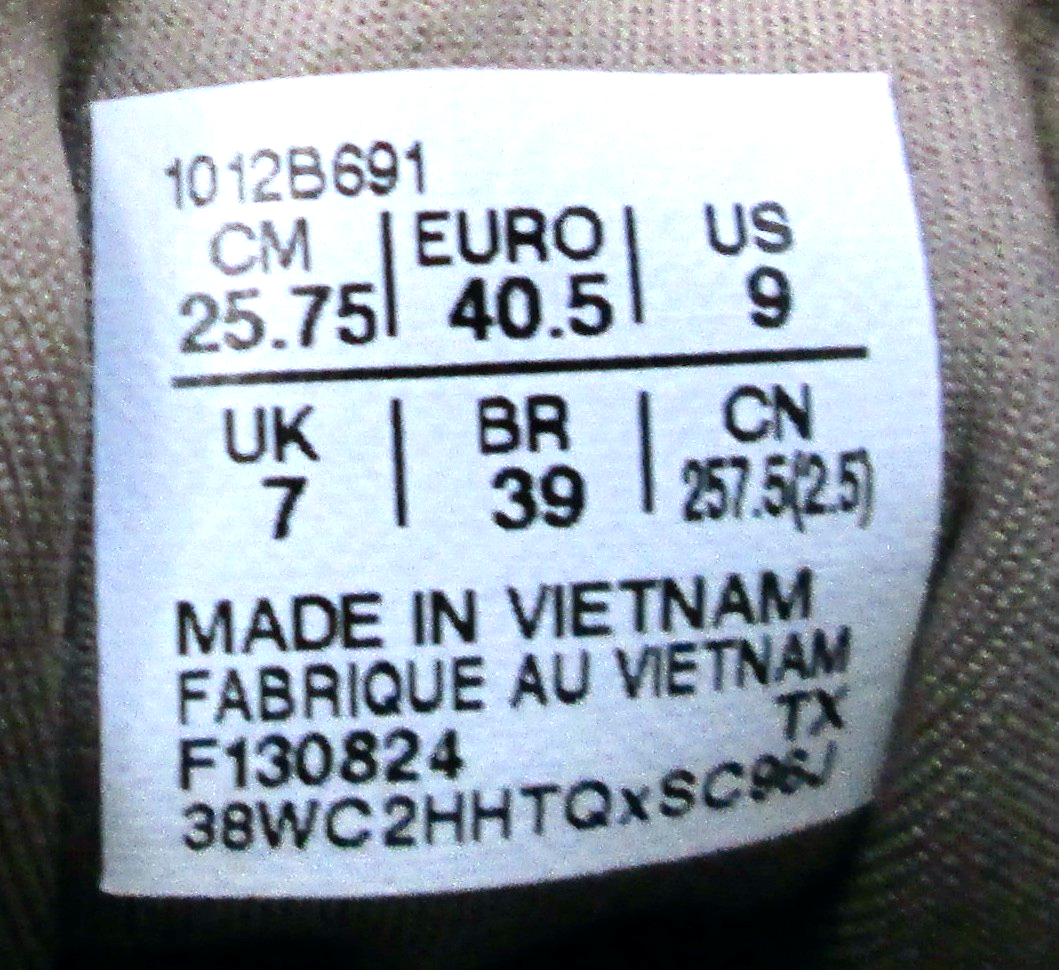 1012B691
CM | EURO | US
25.75 | 40.5 | 9
UK | BR | CN
7 | 39 | 257.5(2.5)
MADE IN VIETNAM
FABRIQUE AU VIETNAM
TX
F130824
38WC2HHTQxSC96J